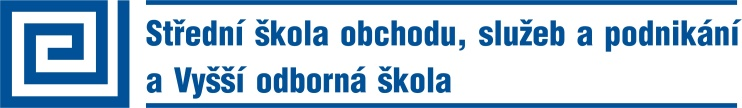 Střední škola obchodu, služeb a podnikání
a Vyšší odborná škola